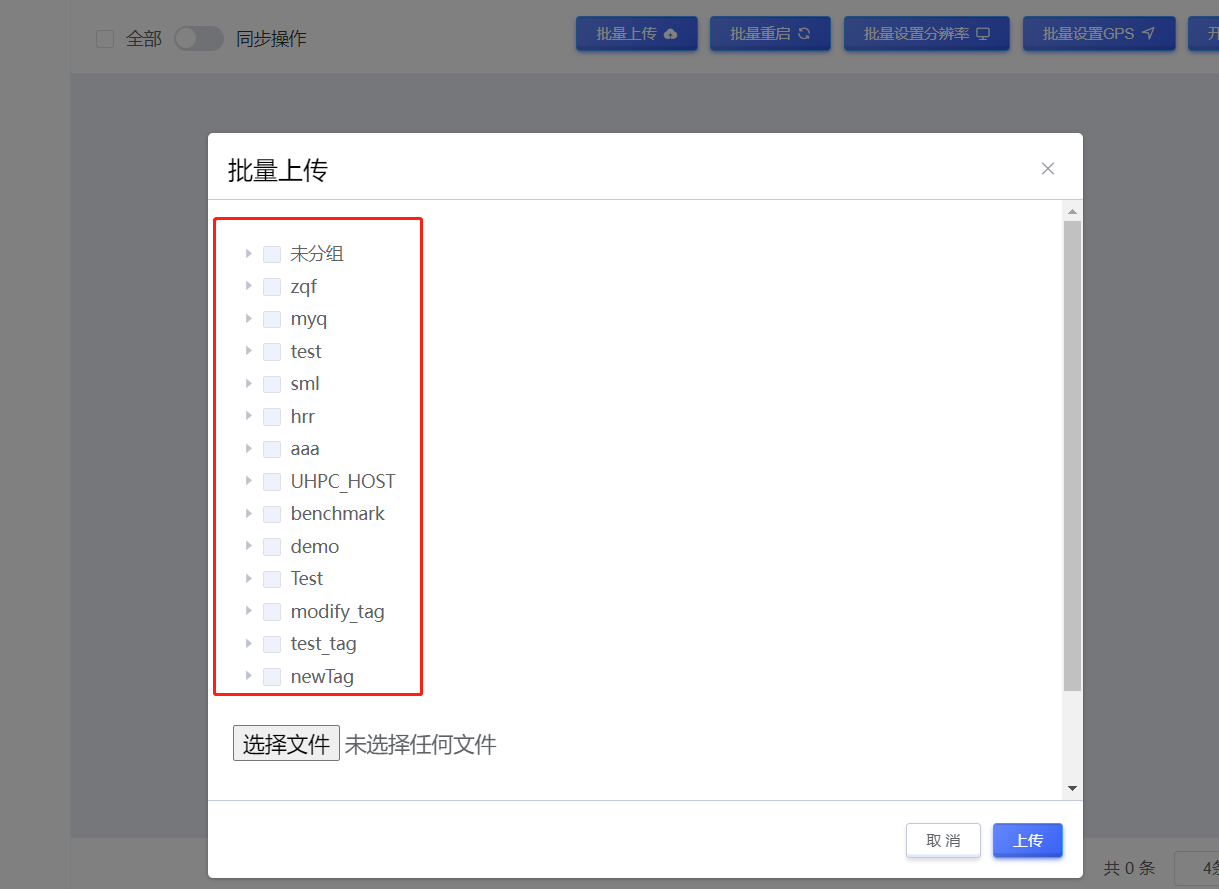 全部 同步操作 批量上传 批量重启 批量设置分辨率 批量设置GPS 开
批量上传
未分组
zqf
myq
test
sml
hrr
aaa
UHPC_HOST
benchmark
demo
Test
modify_tag
test_tag
newTag
选择文件 未选择任何文件
取 消 上传
共 0 条 4条